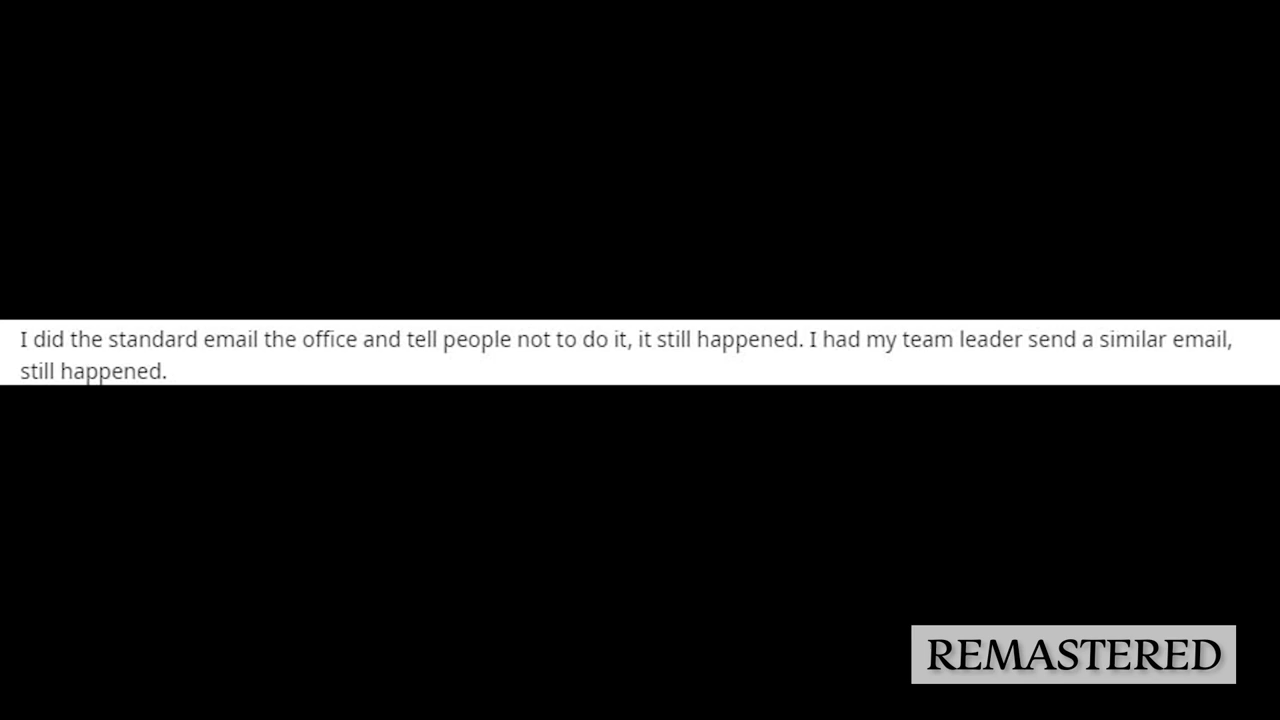 I did the standard email the office and tell people not to do it, it still happened. I had my team leader send a similar email,
still happened.
REMASTERED